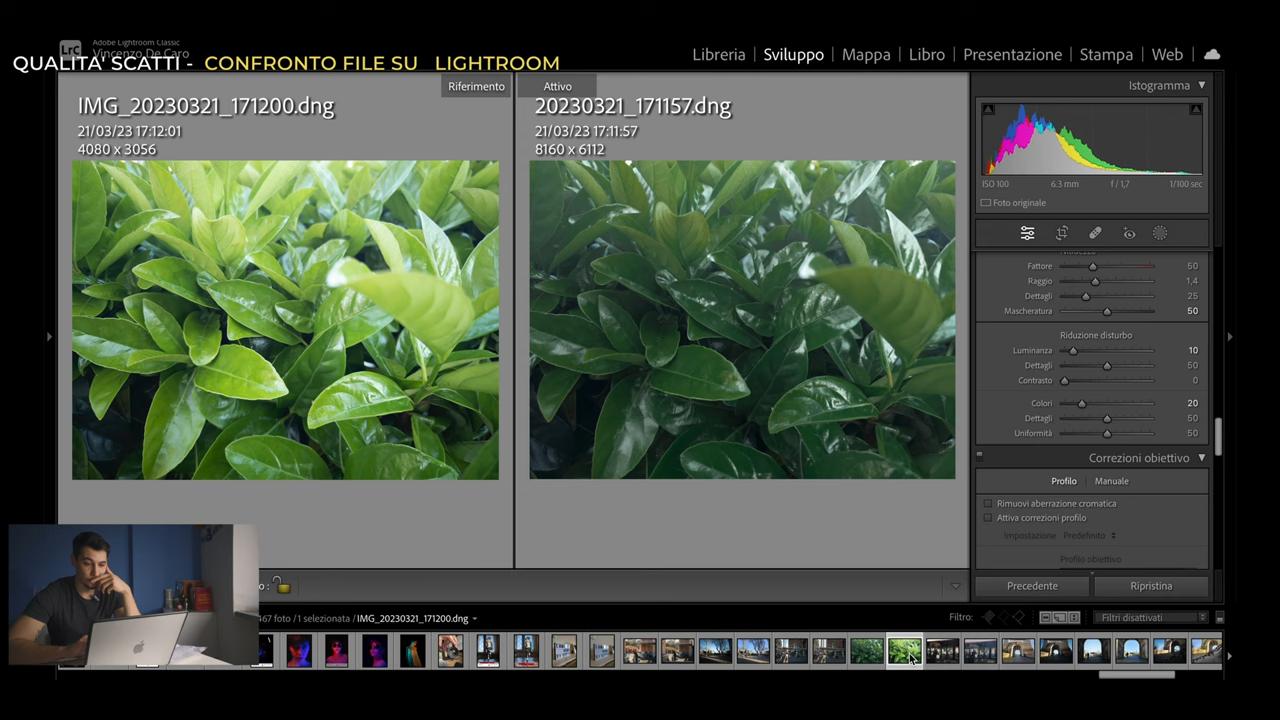 Adobe Lightroom Classic
LrC
Vincenzo De Caro
QUALITA' SCATTI - CONFRONTO FILE SU LIGHTROOM
Libreria | Sviluppo | Mappa | Libro | Presentazione | Stampa | Web
Riferimento
IMG_20230321_171200.dng
21/03/23 17:12:01
4080 x 3056
Attivo
20230321_171157.dng
21/03/23 17:11:57
8160 x 6112
Istogramma
ISO 100 6.3 mm f / 1,7 1/100 sec
Foto originale
Fattore 50
Raggio 1,4
Dettagli 25
Mascheratura 50
Riduzione disturbo
Luminanza 10
Dettagli 50
Contrasto 0
Colori 20
Dettagli 50
Uniformità 50
Correzioni obiettivo
Profilo Manuale
Rimuovi aberrazione cromatica
Attiva correzioni profilo
Impostazione Predefinito
Profilo obiettivo
Precedente Ripristina
467 foto / 1 selezionata / IMG_20230321_171200.dng
Filtro: Filtri disattivati